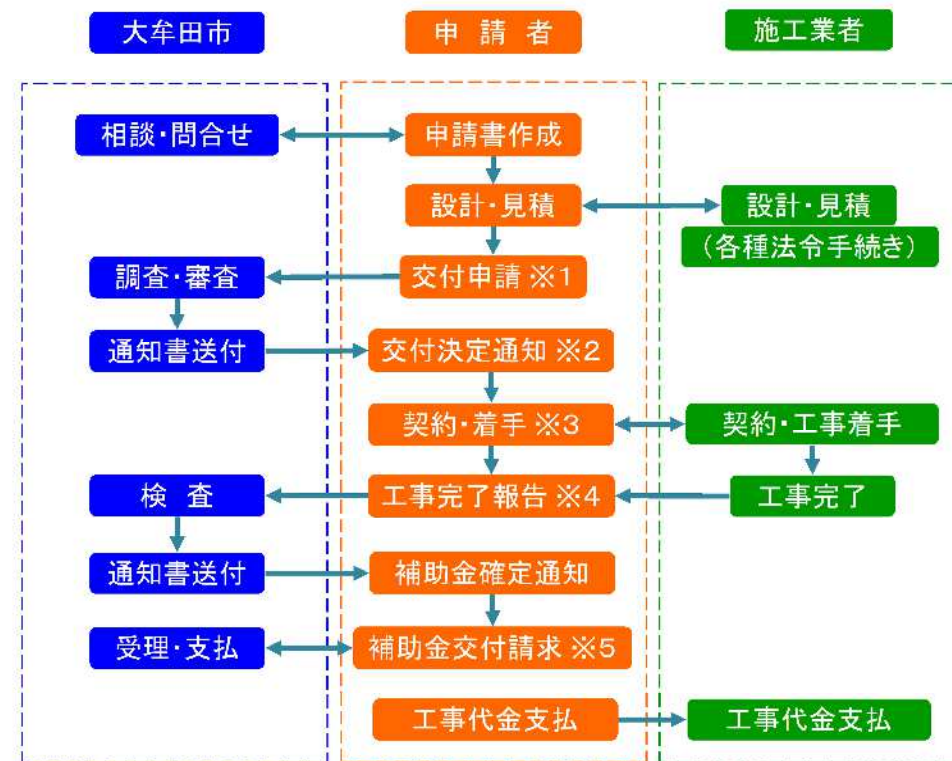 大牟田市
申 請 者
施工業者
相談・問合せ
申請書作成
設計・見積
設計・見積
（各種法令手続き）
調査・審査
交付申請 ※1
通知書送付
交付決定通知 ※2
契約・着手 ※3
契約・工事着手
検 査
工事完了報告 ※4
工事完了
通知書送付
補助金確定通知
受理・支払
補助金交付請求 ※5
工事代金支払
工事代金支払